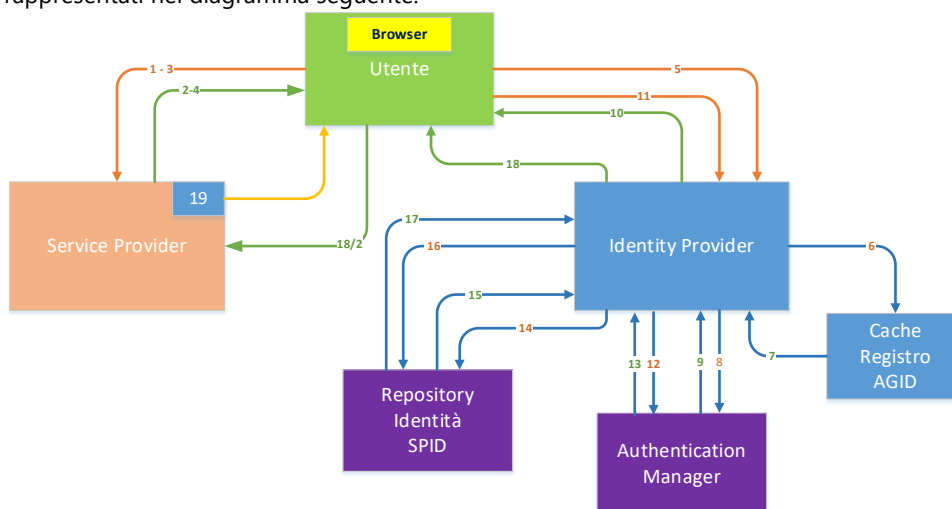 rappresentati nel diagramma seguente:
Browser
Utente
1 - 3
2-4
5
11
10
18
19
Service Provider
18/2
17
16
15
14
Identity Provider
6
7
Cache
Registro
AGID
13
12
9
8
Repository
Identità
SPID
Authentication
Manager